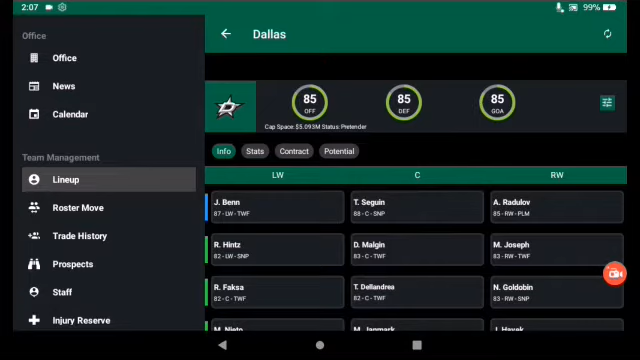 2:07
99%
Office
Office
News
Calendar
Team Management
Lineup
Roster Move
Trade History
Prospects
Staff
Injury Reserve
Dallas
85 OFF
85 DEF
85 GOA
Cap Space: $5.093M Status: Pretender
Info Stats Contract Potential
LW C RW
J. Benn T. Seguin A. Radulov
87 - LW - TWF 88 - C - SNP 85 - RW - PLM
R. Hintz D. Malgin M. Joseph
82 - LW - SNP 83 - C - TWF 83 - RW - TWF
R. Faksa T. Dellandrea N. Goldobin
82 - C - TWF 82 - C - TWF 83 - RW - SNP
M. Nieto M. Janmark J. Hayek